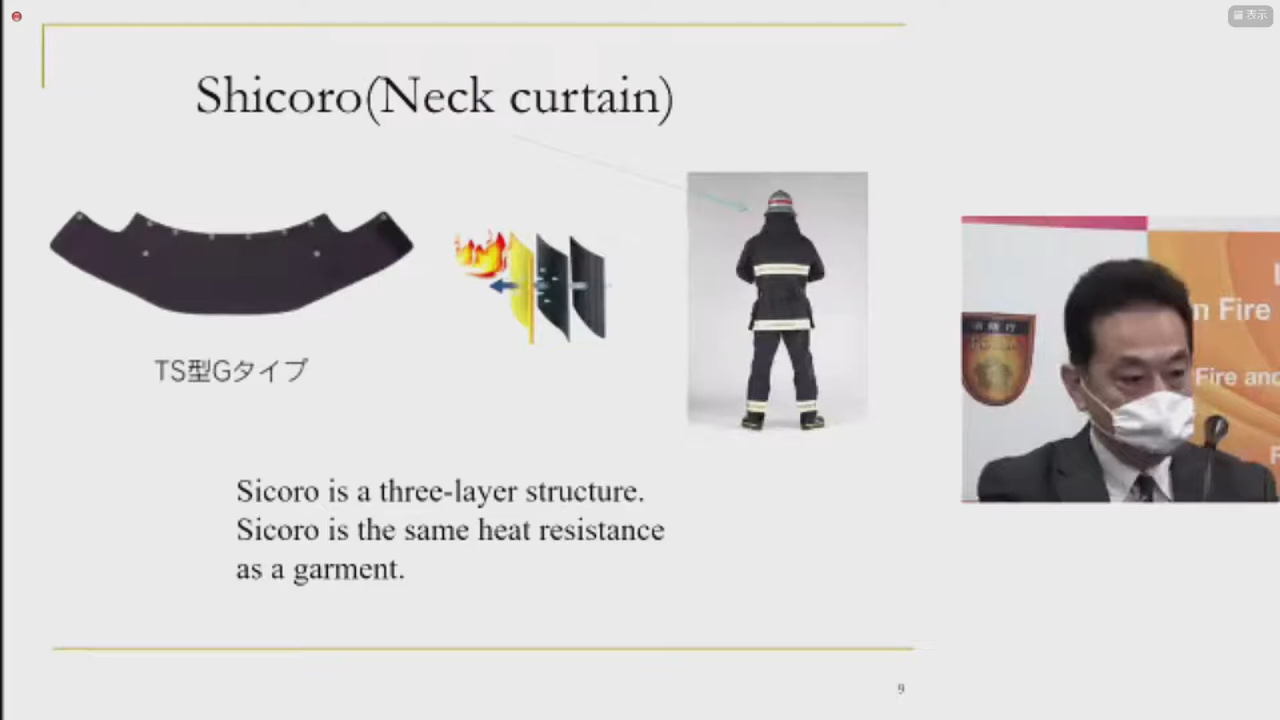 表示
Shicoro(Neck curtain)
TS型Gタイプ
n Fire
Fire and
Sicoro is a three-layer structure.
Sicoro is the same heat resistance
as a garment.
9